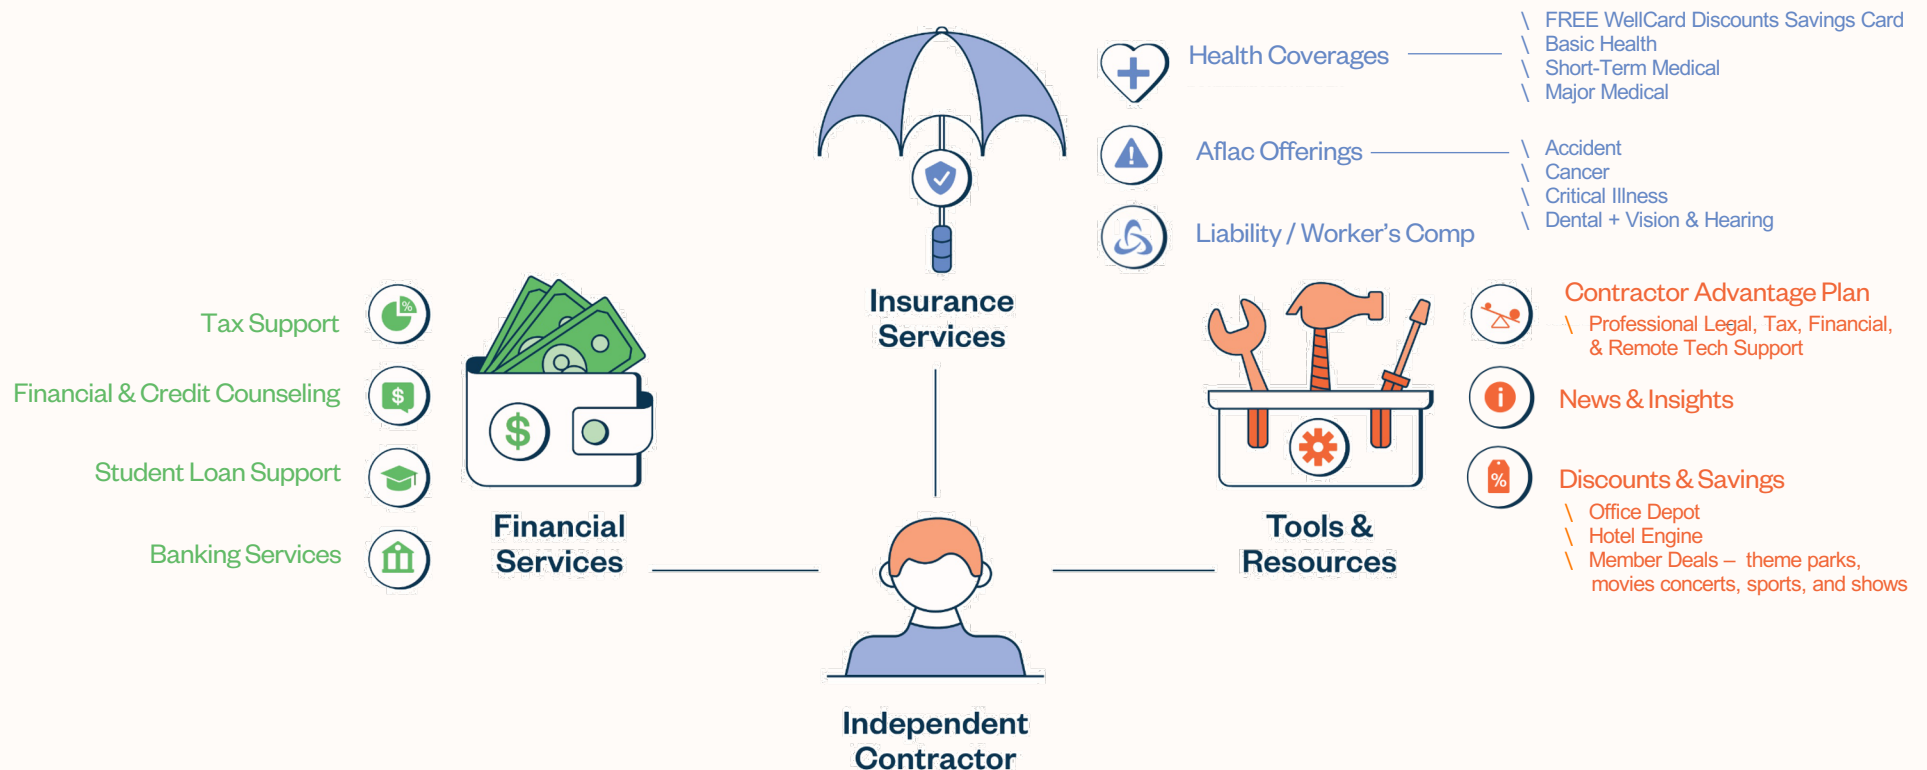 \ FREE WellCard Discounts Savings Card
Health Coverages
\ Basic Health
\ Short-Term Medical
\ Major Medical
Aflac Offerings
\ Accident
\ Cancer
\ Critical Illness
\ Dental + Vision & Hearing
Liability / Worker's Comp
Insurance
Services
%
Tax Support
$
Financial & Credit Counseling
Student Loan Support
Banking Services
$
Financial
Services
Contractor Advantage Plan
\ Professional Legal, Tax, Financial,
& Remote Tech Support
i
News & Insights
%
Discounts & Savings
\ Office Depot
\ Hotel Engine
\ Member Deals – theme parks,
movies concerts, sports, and shows
Tools &
Resources
Independent
Contractor